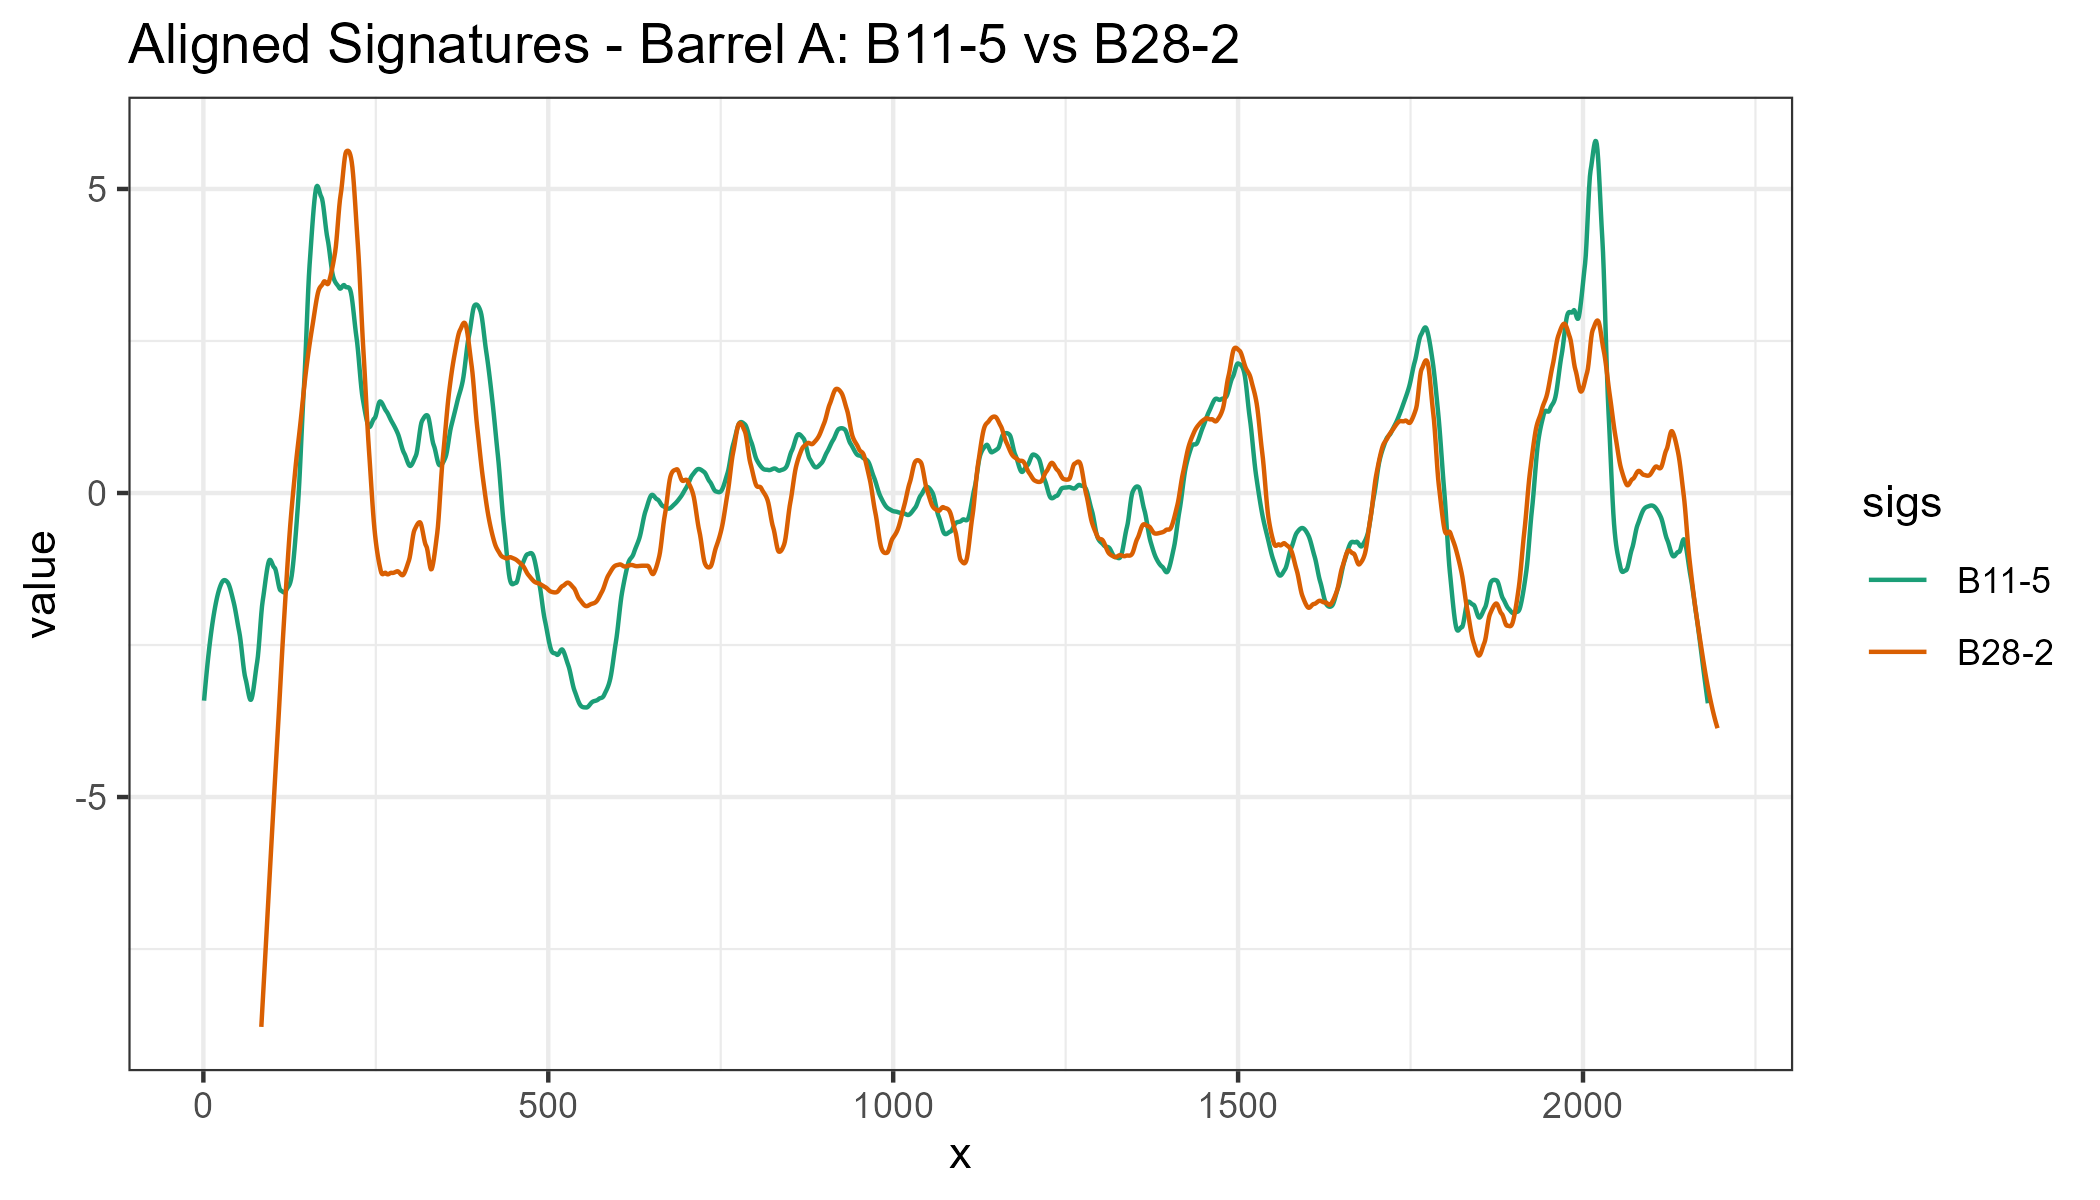 Aligned Signatures - Barrel A: B11-5 vs B28-2
5
0
-5
value
0 500 1000 1500 2000
x
sigs
B11-5
B28-2